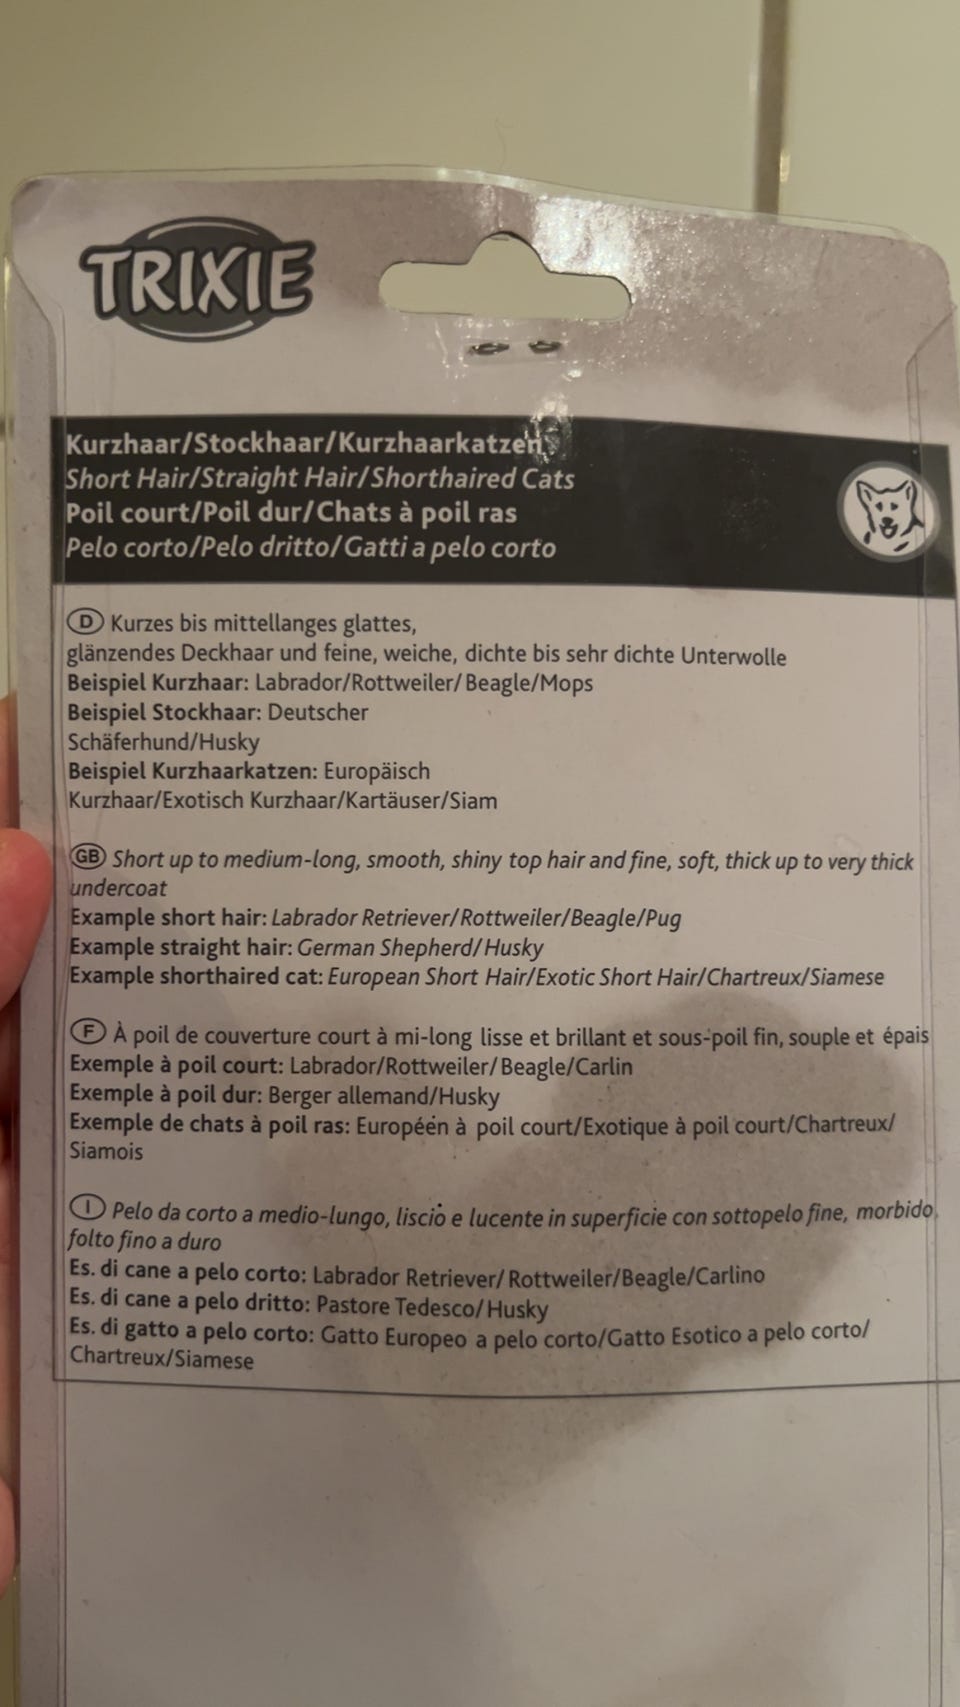 TRIXIE
Kurzhaar/Stockhaar/Kurzhaarkatzen
Short Hair/Straight Hair/Shorthaired Cats
Poil court/Poil dur/Chats à poil ras
Pelo corto/Pelo dritto/Gatti a pelo corto
D Kurzes bis mittellanges glattes,
glänzendes Deckhaar und feine, weiche, dichte bis sehr dichte Unterwolle
Beispiel Kurzhaar: Labrador/Rottweiler/Beagle/Mops
Beispiel Stockhaar: Deutscher
Schäferhund/Husky
Beispiel Kurzhaarkatzen: Europäisch
Kurzhaar/Exotisch Kurzhaar/Kartäuser/Siam
GB Short up to medium-long, smooth, shiny top hair and fine, soft, thick up to very thick
undercoat
Example short hair: Labrador Retriever/Rottweiler/Beagle/Pug
Example straight hair: German Shepherd/Husky
Example shorthaired cat: European Short Hair/Exotic Short Hair/Chartreux/Siamese
F À poil de couverture court à mi-long lisse et brillant et sous-poil fin, souple et épais
Exemple à poil court: Labrador/Rottweiler/Beagle/Carlin
Exemple à poil dur: Berger allemand/Husky
Exemple de chats à poil ras: Européen à poil court/Exotique à poil court/Chartreux/
Siamois
I Pelo da corto a medio-lungo, liscio e lucente in superficie con sottopelo fine, morbido,
folto fino a duro
Es. di cane a pelo corto: Labrador Retriever/Rottweiler/Beagle/Carlino
Es. di cane a pelo dritto: Pastore Tedesco/Husky
Es. di gatto a pelo corto: Gatto Europeo a pelo corto/Gatto Esotico a pelo corto/
Chartreux/Siamese